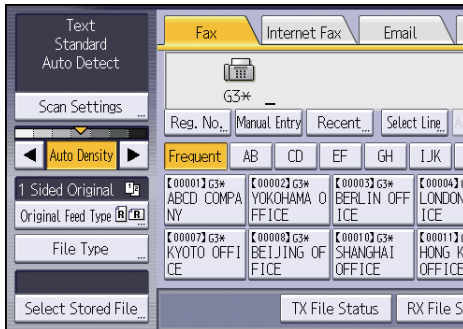 Text
Standard
Auto Detect
Scan Settings
Auto Density
1 Sided Original
Original Feed Type
File Type
Select Stored File
Fax
Internet Fax
Email
G3* _
Reg. No.
Manual Entry
Recent
Select Line
Frequent
AB
CD
EF
GH
IJK
【00001】G3*
ABCD COMPA
NY
【00002】G3*
YOKOHAMA O
FFICE
【00003】G3*
BERLIN OFF
ICE
【00004】
LONDON
ICE
【00007】G3*
KYOTO OFFI
CE
【00008】G3*
BEIJING OF
FICE
【00010】G3*
SHANGHAI
OFFICE
【00011】
HONG K
OFFICE
TX File Status
RX File S